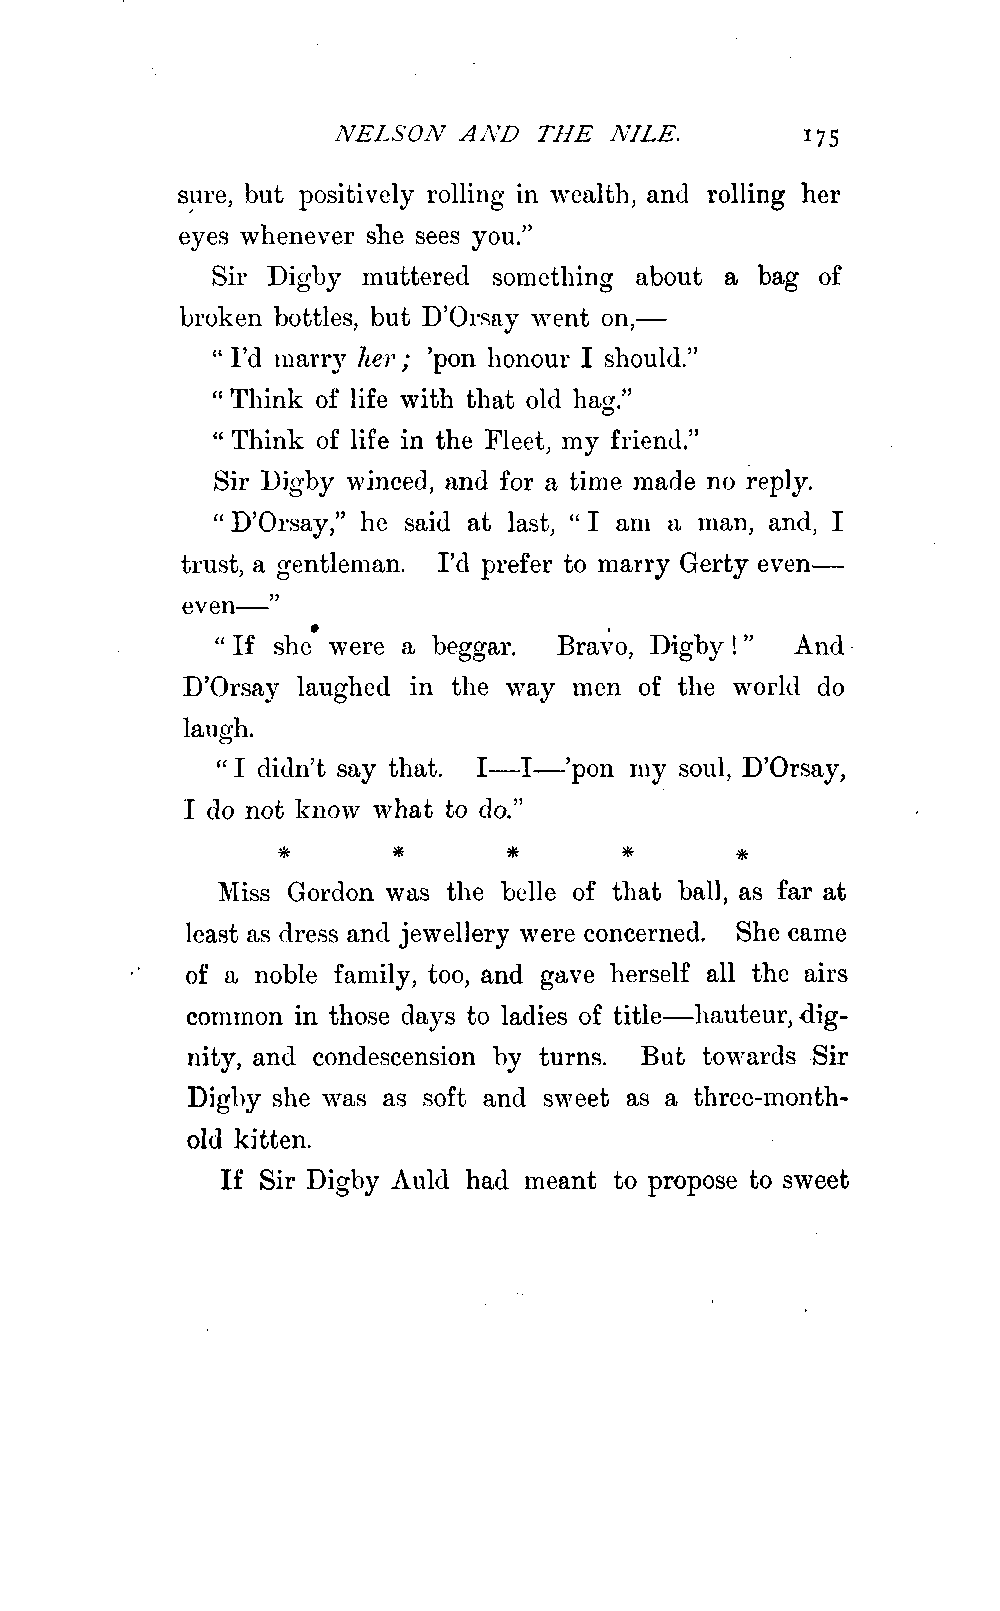 NELSON AND THE NILE. 175
sure, but positively rolling in wealth, and rolling her
eyes whenever she sees you.”
Sir Digby muttered something about a bag of
broken bottles, but D’Orsay went on,—
“I’d marry her; ’pon honour I should.”
“Think of life with that old hag.”
“Think of life in the Fleet, my friend.”
Sir Digby winced, and for a time made no reply.
“D’Orsay,” he said at last, “I am a man, and, I
trust, a gentleman. I’d prefer to marry Gerty even—
even—”
“If she were a beggar. Bravo, Digby!” And
D’Orsay laughed in the way men of the world do
laugh.
“I didn’t say that. I—I—’pon my soul, D’Orsay,
I do not know what to do.”
* * * * *
Miss Gordon was the belle of that ball, as far at
least as dress and jewellery were concerned. She came
of a noble family, too, and gave herself all the airs
common in those days to ladies of title—hauteur, dig-
nity, and condescension by turns. But towards Sir
Digby she was as soft and sweet as a three-month-
old kitten.
If Sir Digby Auld had meant to propose to sweet